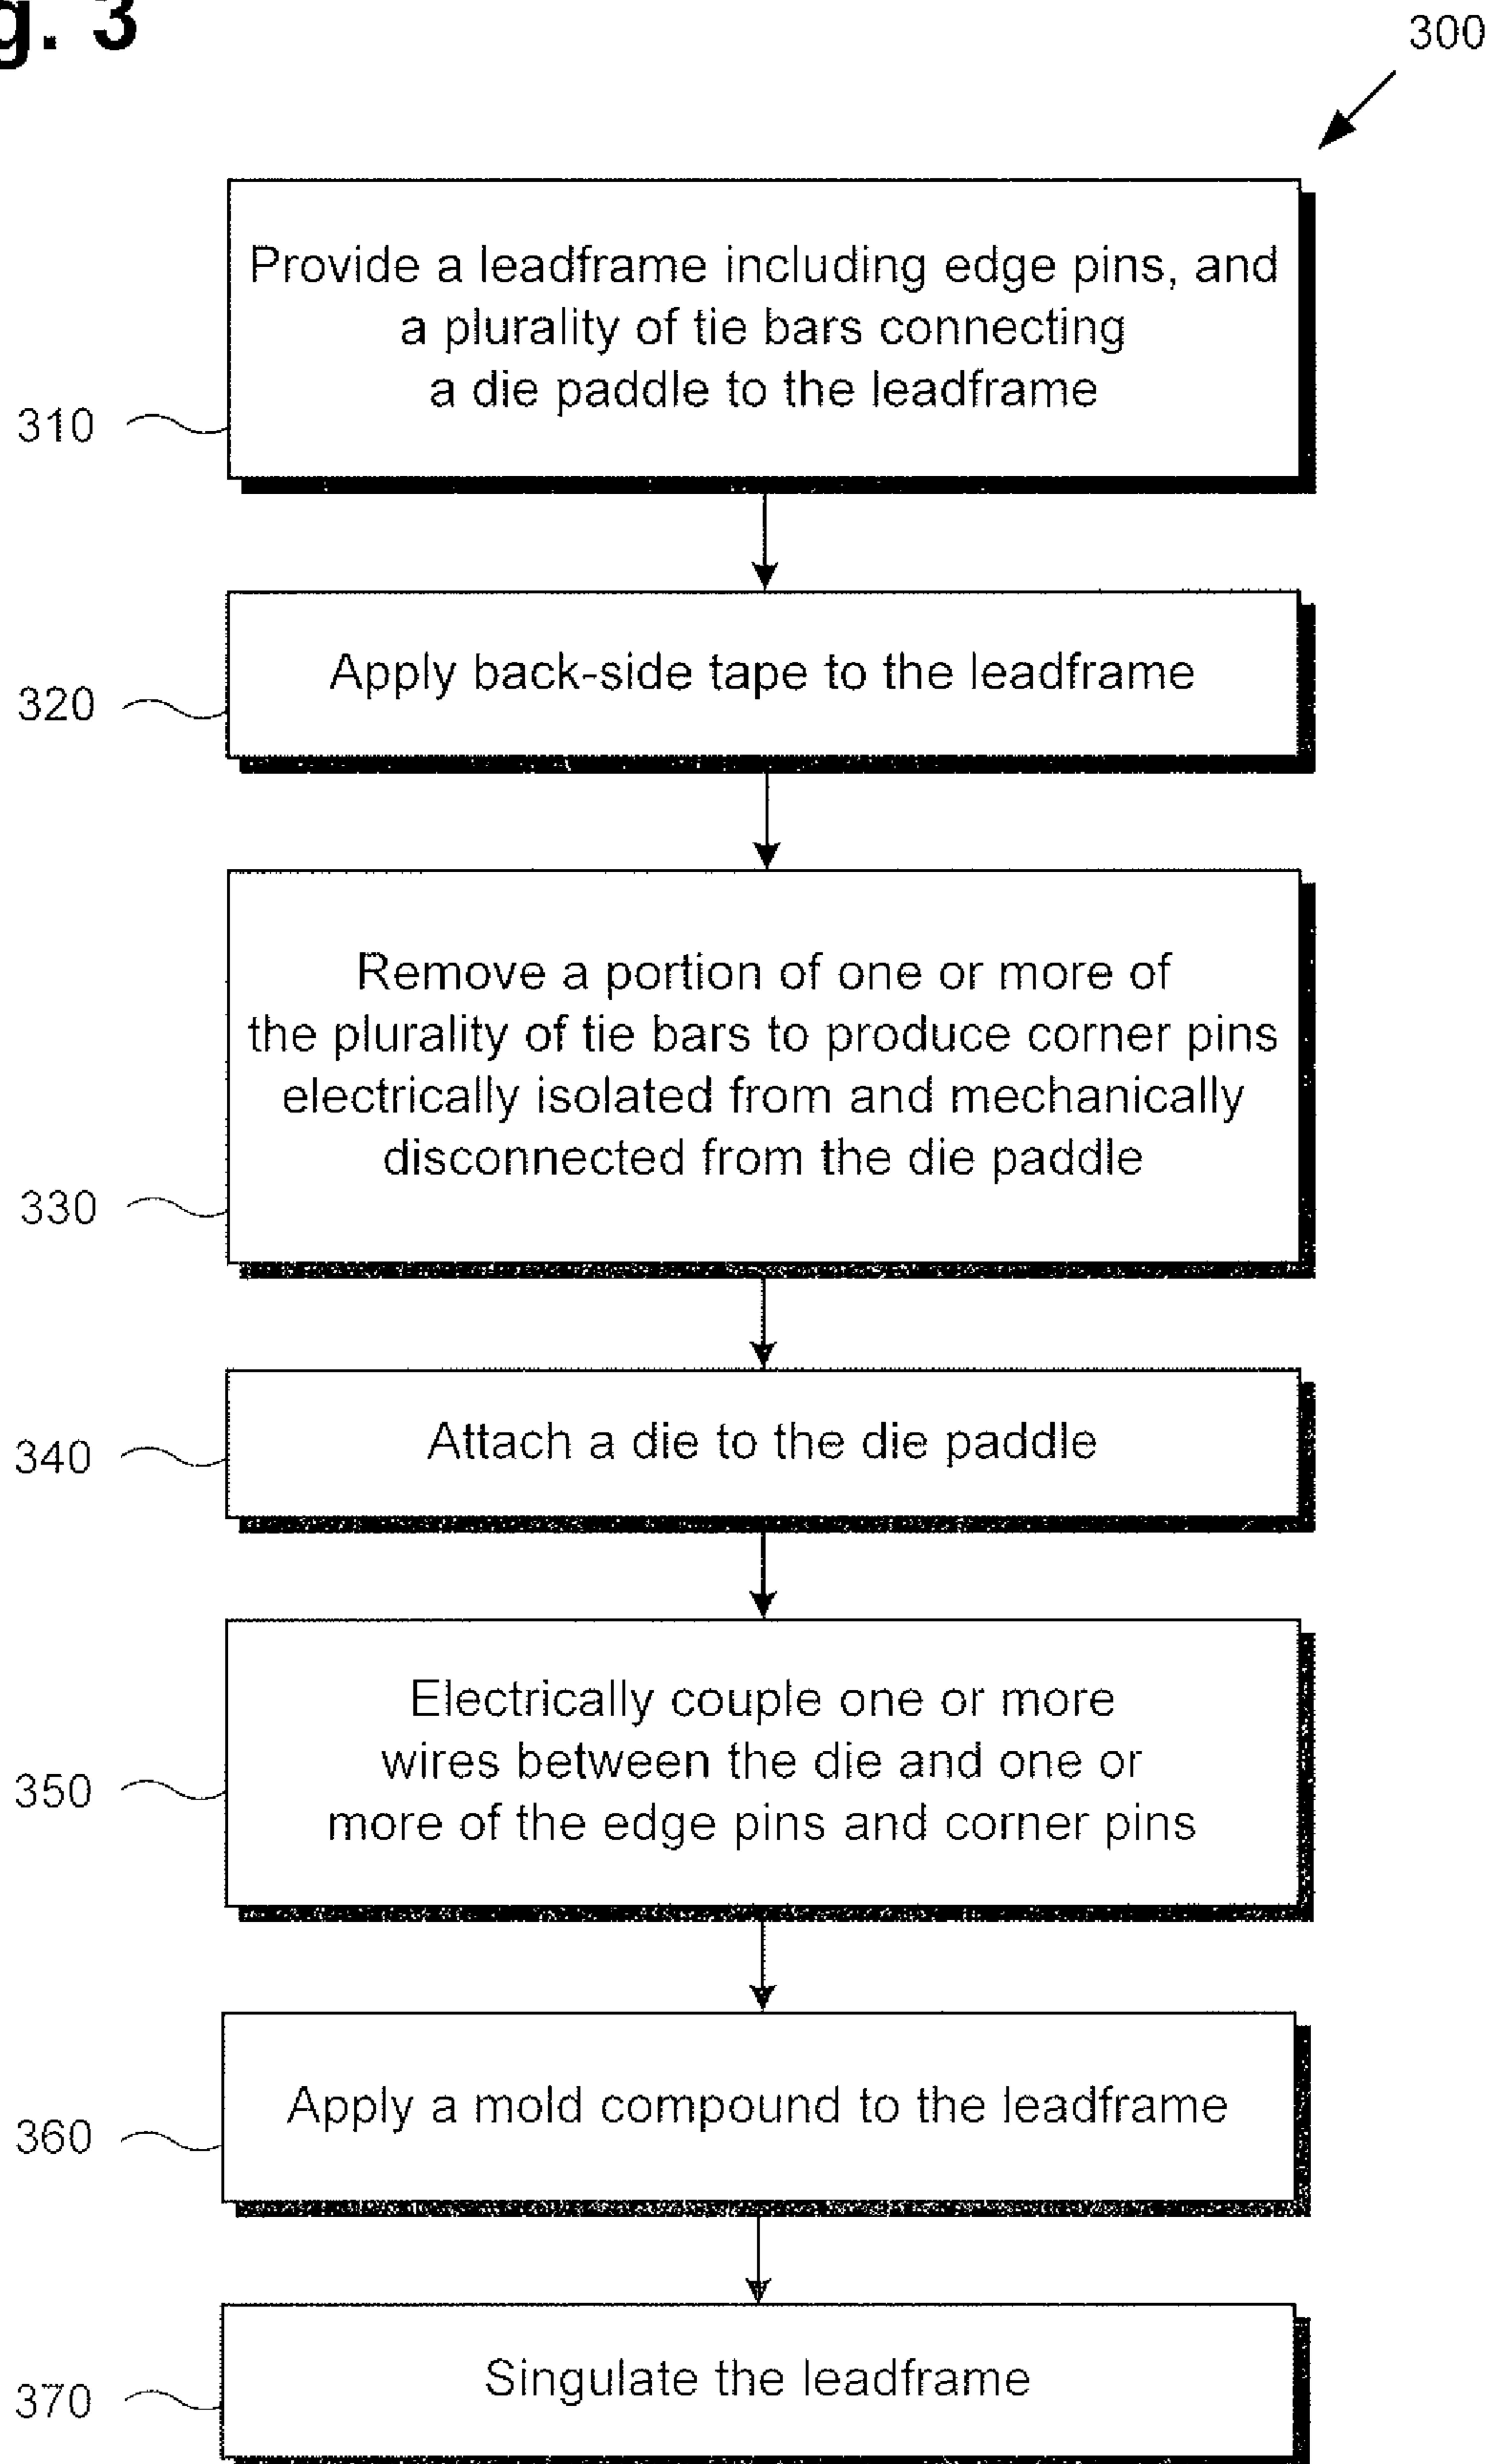 g. 3
300
Provide a leadframe including edge pins, and
a plurality of tie bars connecting
a die paddle to the leadframe
310
Apply back-side tape to the leadframe
320
Remove a portion of one or more of
the plurality of tie bars to produce corner pins
electrically isolated from and mechanically
disconnected from the die paddle
330
Attach a die to the die paddle
340
Electrically couple one or more
wires between the die and one or
more of the edge pins and corner pins
350
Apply a mold compound to the leadframe
360
Singulate the leadframe
370